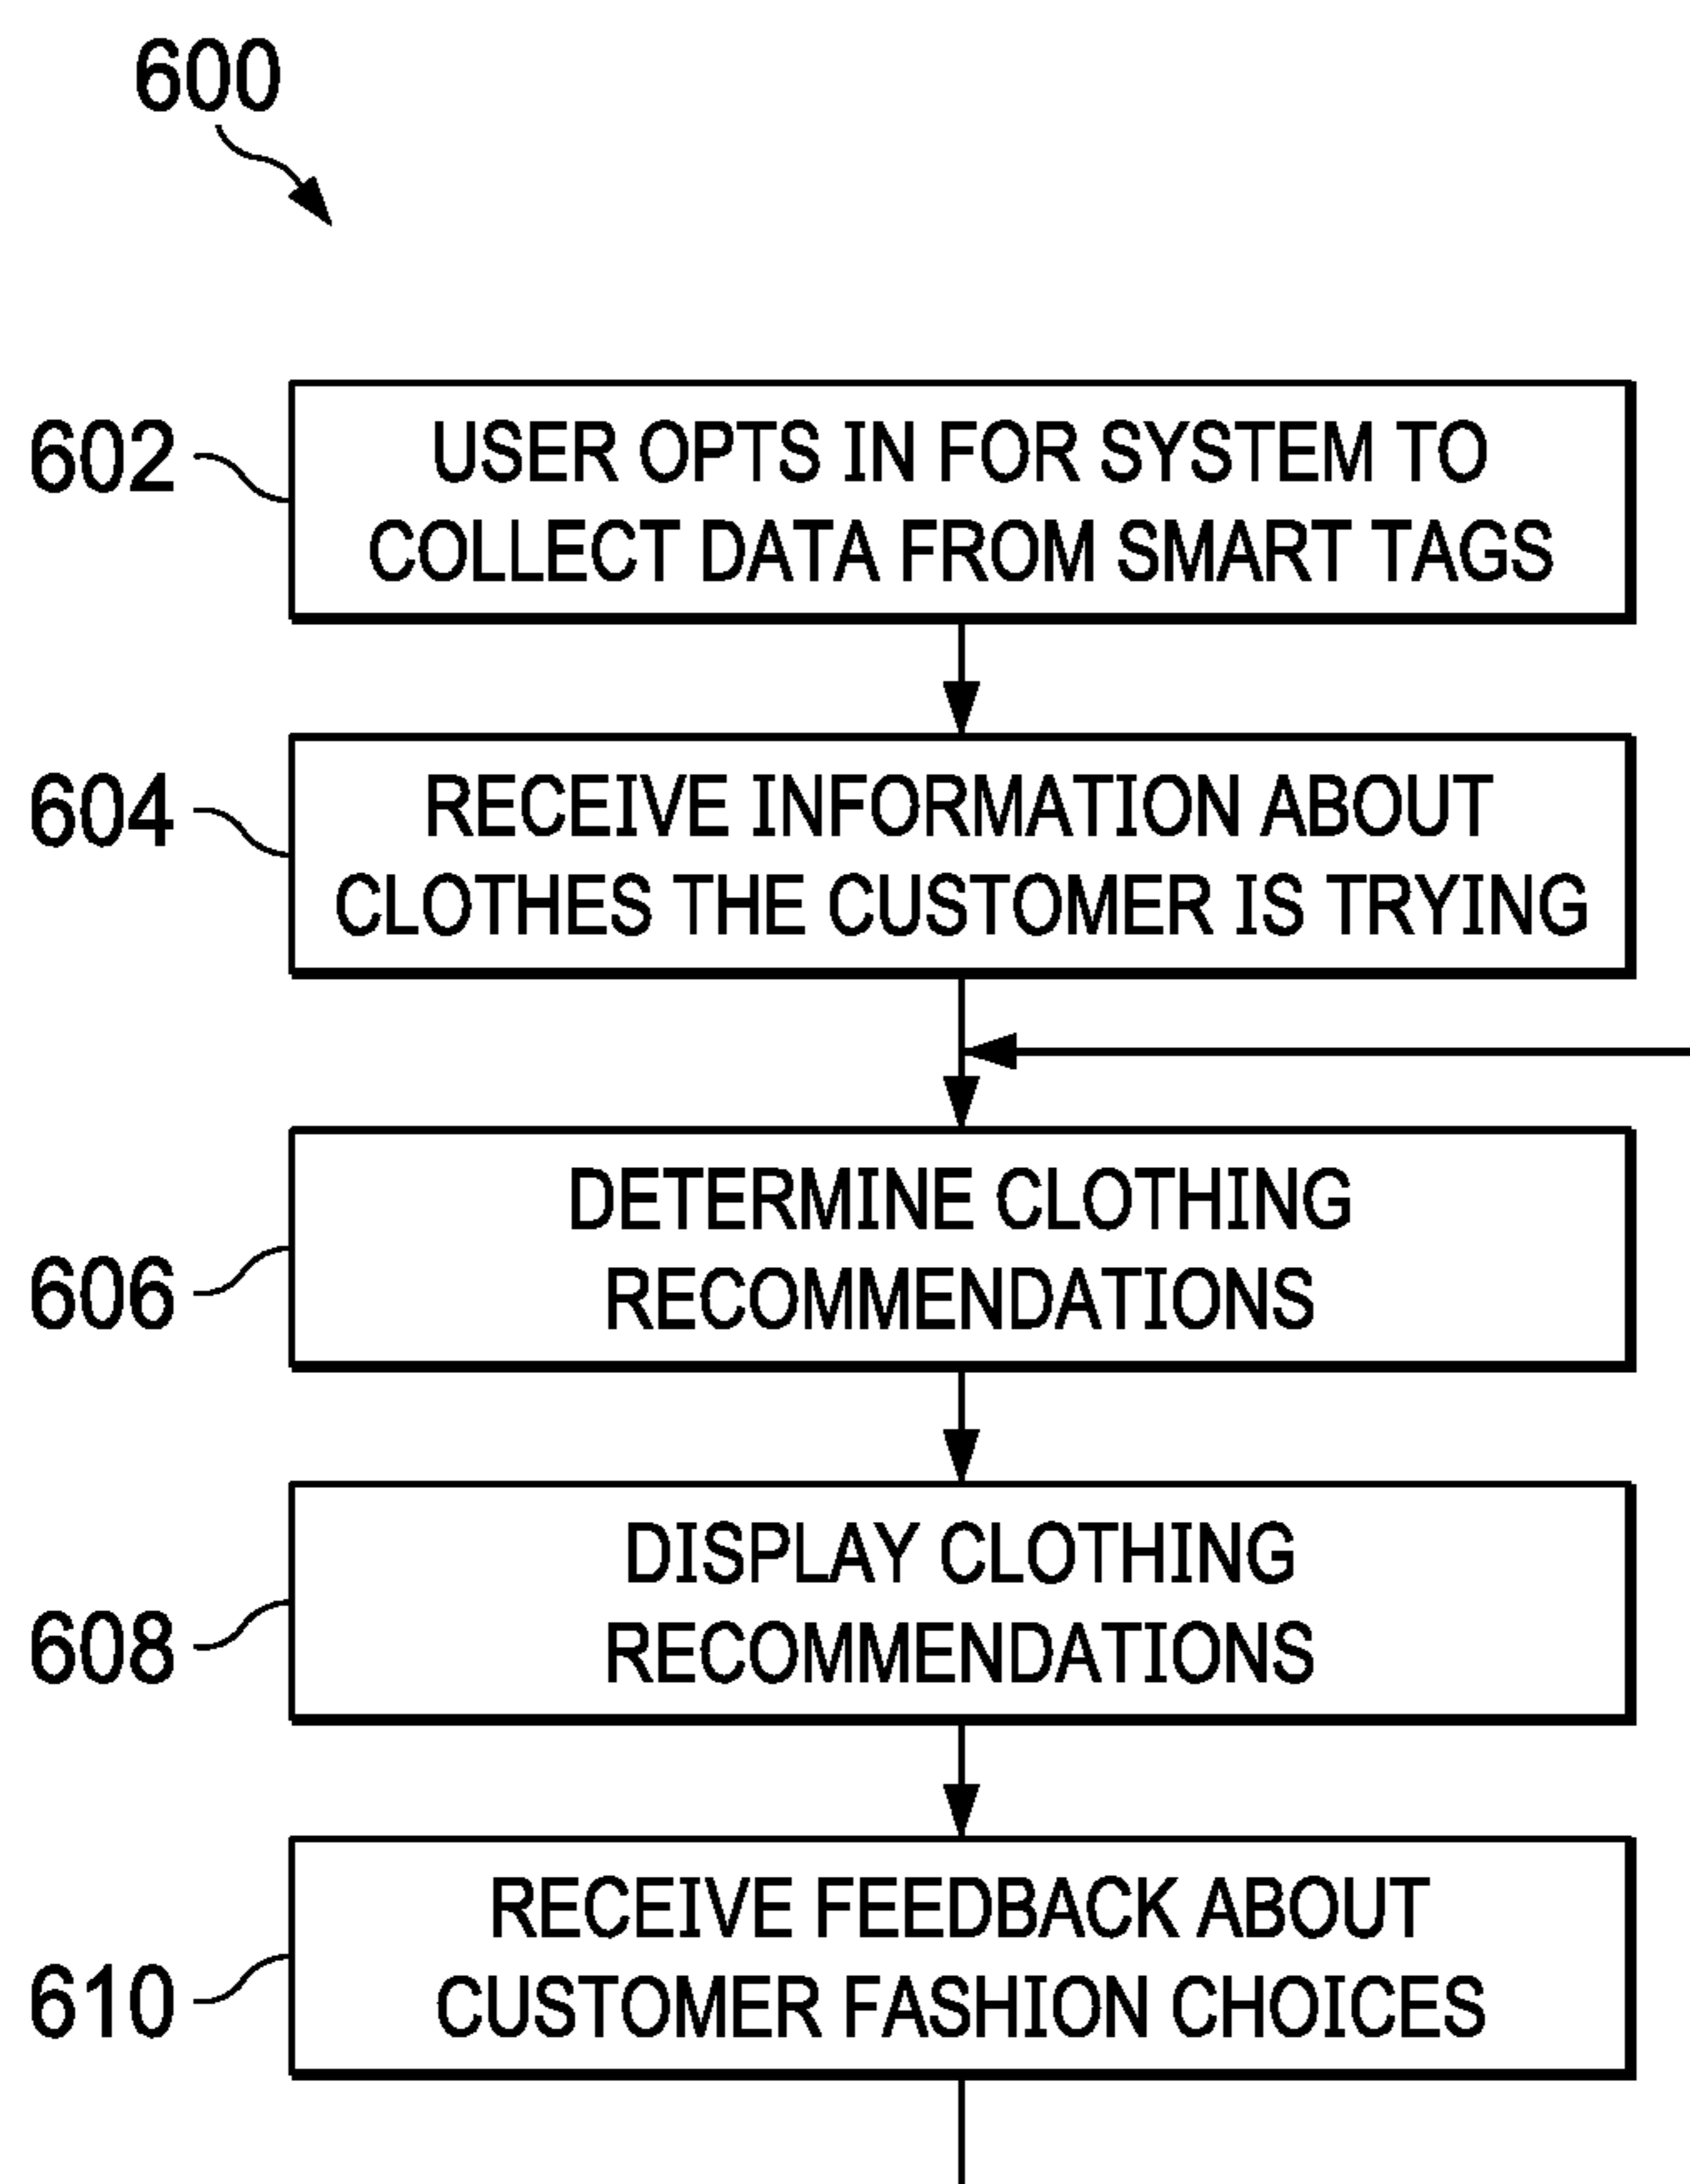 600
602
USER OPTS IN FOR SYSTEM TO
COLLECT DATA FROM SMART TAGS
604
RECEIVE INFORMATION ABOUT
CLOTHES THE CUSTOMER IS TRYING
606
DETERMINE CLOTHING
RECOMMENDATIONS
608
DISPLAY CLOTHING
RECOMMENDATIONS
610
RECEIVE FEEDBACK ABOUT
CUSTOMER FASHION CHOICES